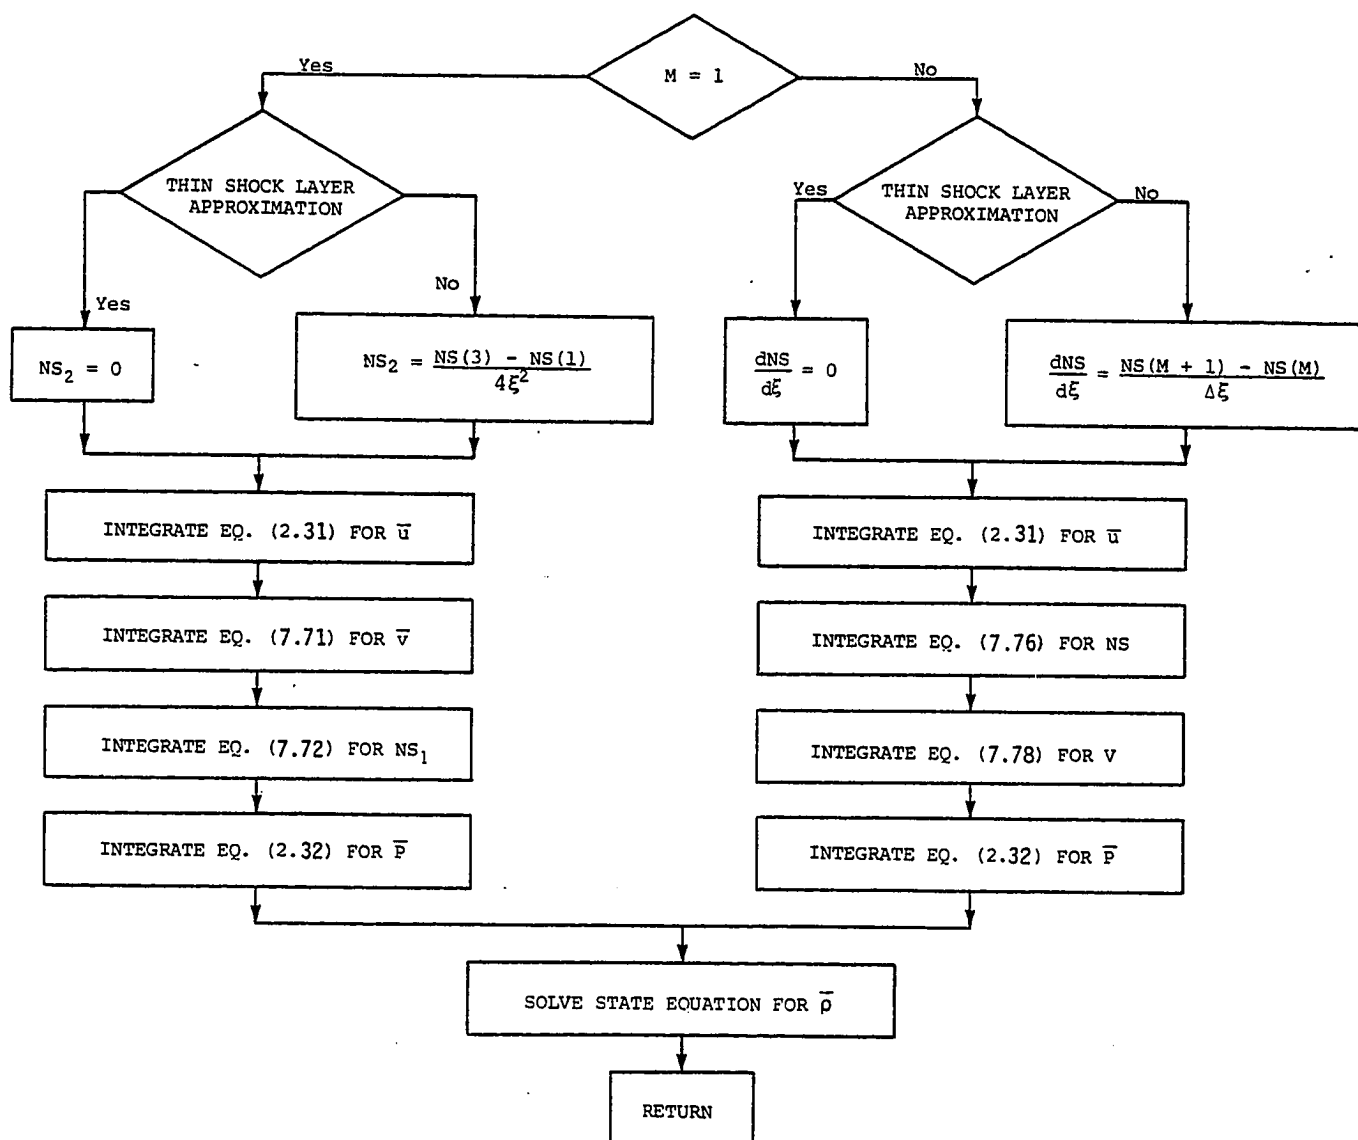 M = 1
Yes
No
THIN SHOCK LAYER
APPROXIMATION
Yes
No
THIN SHOCK LAYER
APPROXIMATION
Yes
No
NS₂ = 0
NS₂ = NS(3) - NS(1)
4ξ²
dNS
dξ = 0
dNS
dξ = NS(M + 1) - NS(M)
Δξ
INTEGRATE EQ. (2.31) FOR u̅
INTEGRATE EQ. (7.71) FOR v̅
INTEGRATE EQ. (7.72) FOR NS₁
INTEGRATE EQ. (2.32) FOR P̅
INTEGRATE EQ. (2.31) FOR u̅
INTEGRATE EQ. (7.76) FOR NS
INTEGRATE EQ. (7.78) FOR V
INTEGRATE EQ. (2.32) FOR P̅
SOLVE STATE EQUATION FOR ρ̅
RETURN